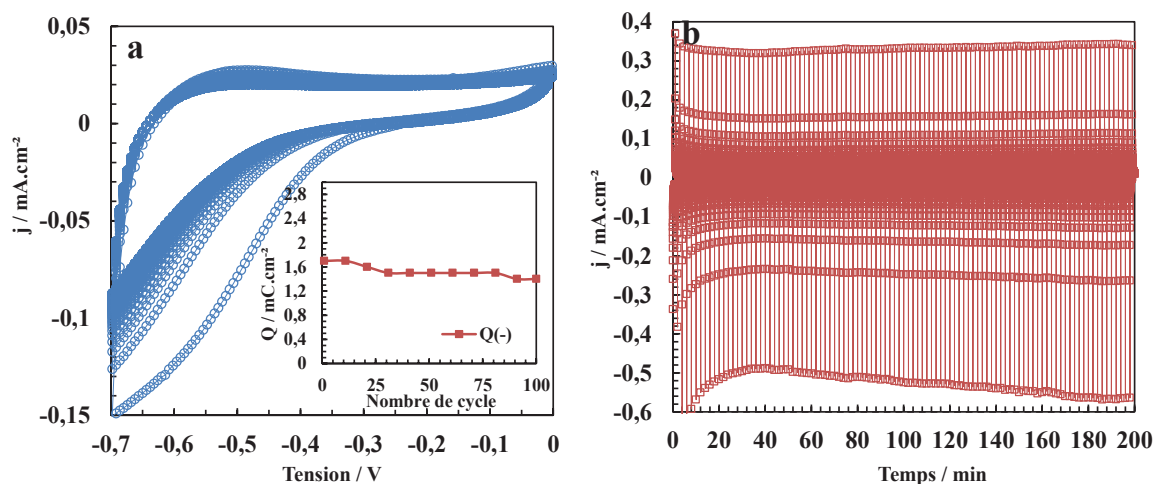 a
0,05
0
-0,05
-0,1
-0,15
j / mA.cm⁻²
-0,7 -0,6 -0,5 -0,4 -0,3 -0,2 -0,1 0
Tension / V
2,8
2,4
2
1,6
1,2
0,8
0,4
0
Q / mC.cm⁻²
Q(-)
0 25 50 75 100
Nombre de cycle
b
0,4
0,3
0,2
0,1
0
-0,1
-0,2
-0,3
-0,4
-0,5
-0,6
j / mA.cm⁻²
0 20 40 60 80 100 120 140 160 180 200
Temps / min